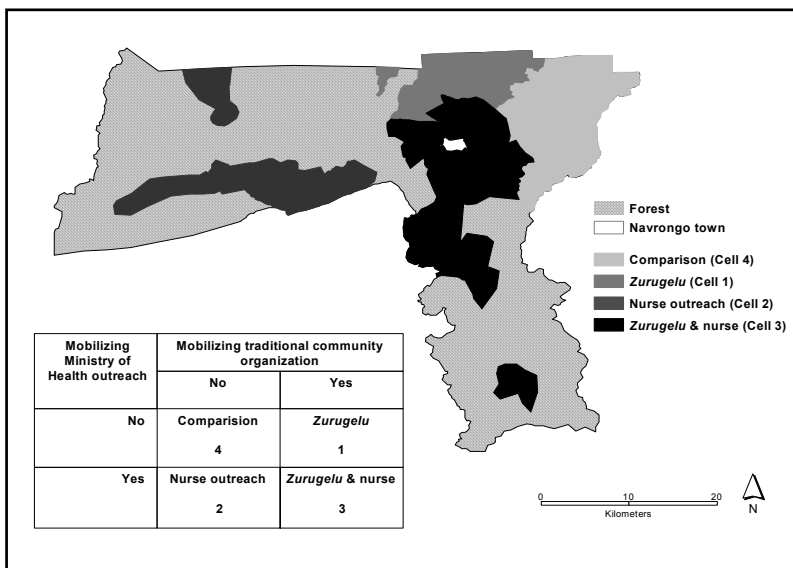 Forest
Navrongo town
Comparison (Cell 4)
Zurugelu (Cell 1)
Nurse outreach (Cell 2)
Zurugelu & nurse (Cell 3)
Mobilizing
Ministry of
Health outreach
Mobilizing traditional community
organization
No Yes
No Comparision Zurugelu
4 1
Yes Nurse outreach Zurugelu & nurse
2 3
0 10 20
Kilometers
N